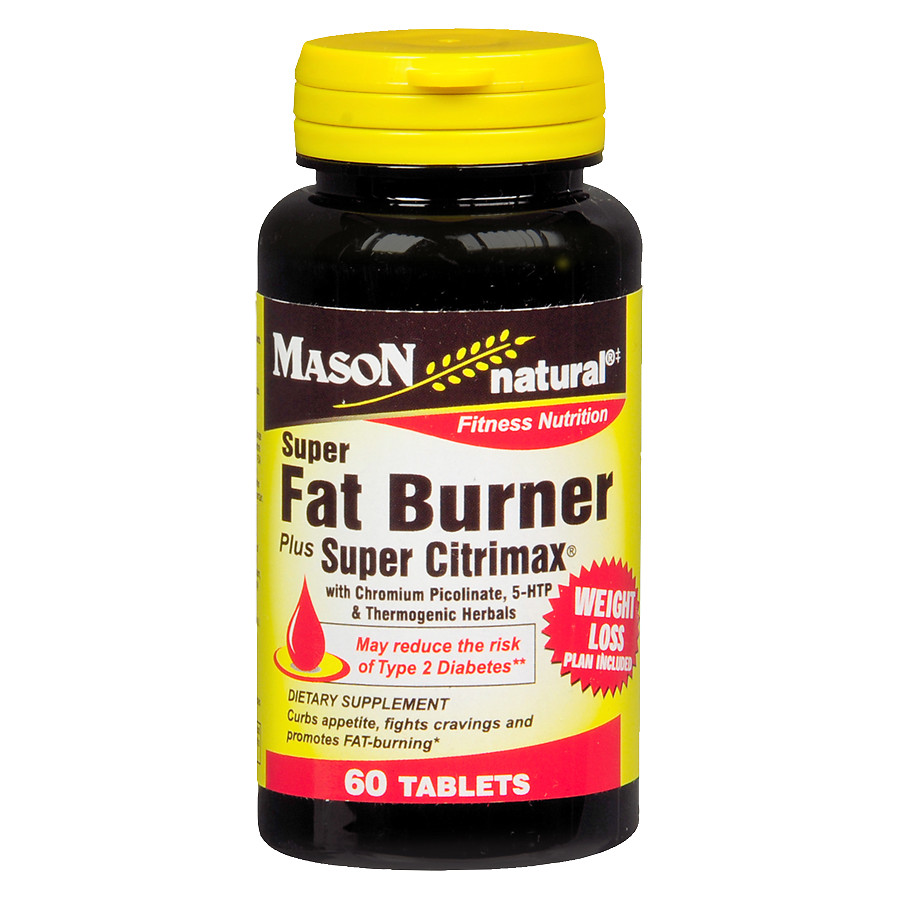 MASON natural®‡
Fitness Nutrition
Super
Fat Burner
Plus Super Citrimax®
with Chromium Picolinate, 5-HTP
& Thermogenic Herbals
WEIGHT
LOSS
PLAN INCLUDED
May reduce the risk
of Type 2 Diabetes**
DIETARY SUPPLEMENT
Curbs appetite, fights cravings and
promotes FAT-burning*
60 TABLETS